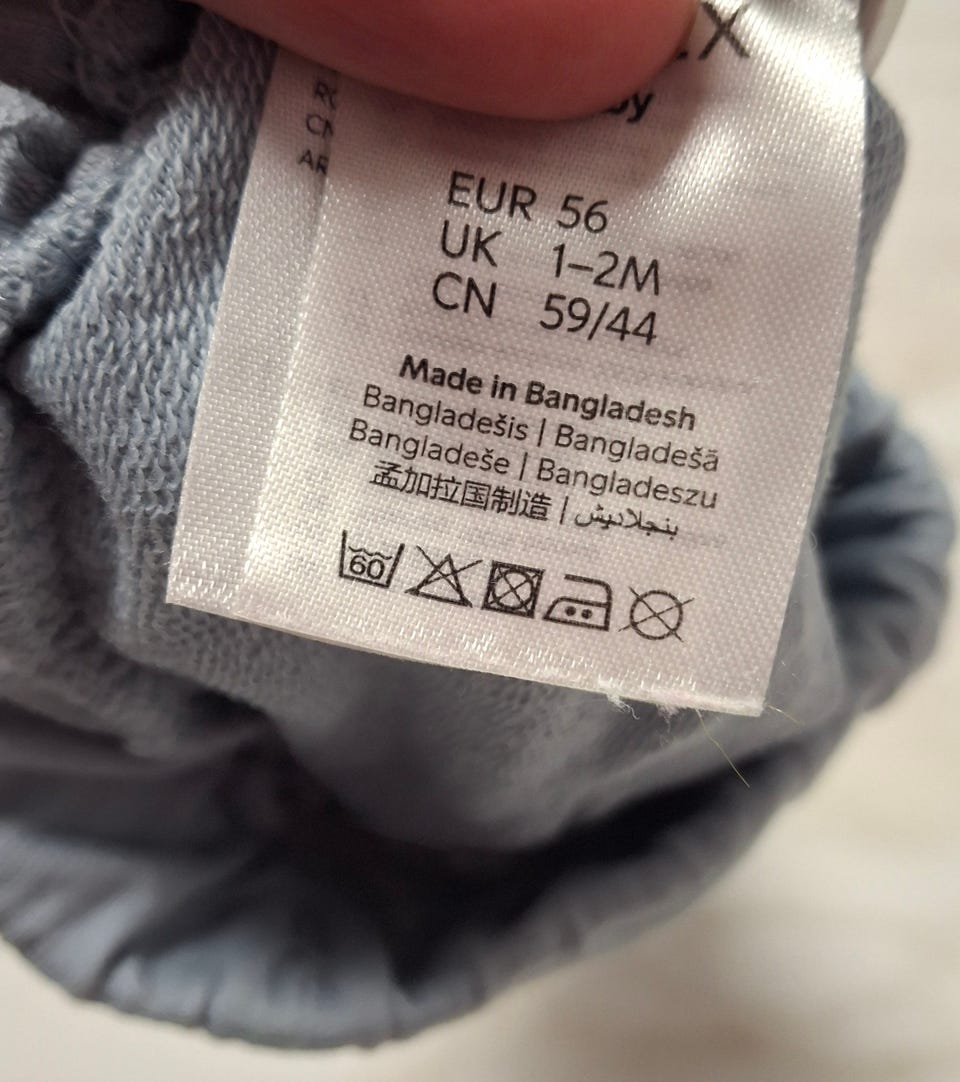 X
EUR 56
UK 1–2M
CN 59/44
Made in Bangladesh
Bangladešis | Bangladešā
Bangladeše | Bangladeszu
孟加拉国制造 | بنجلاديش
60
AR